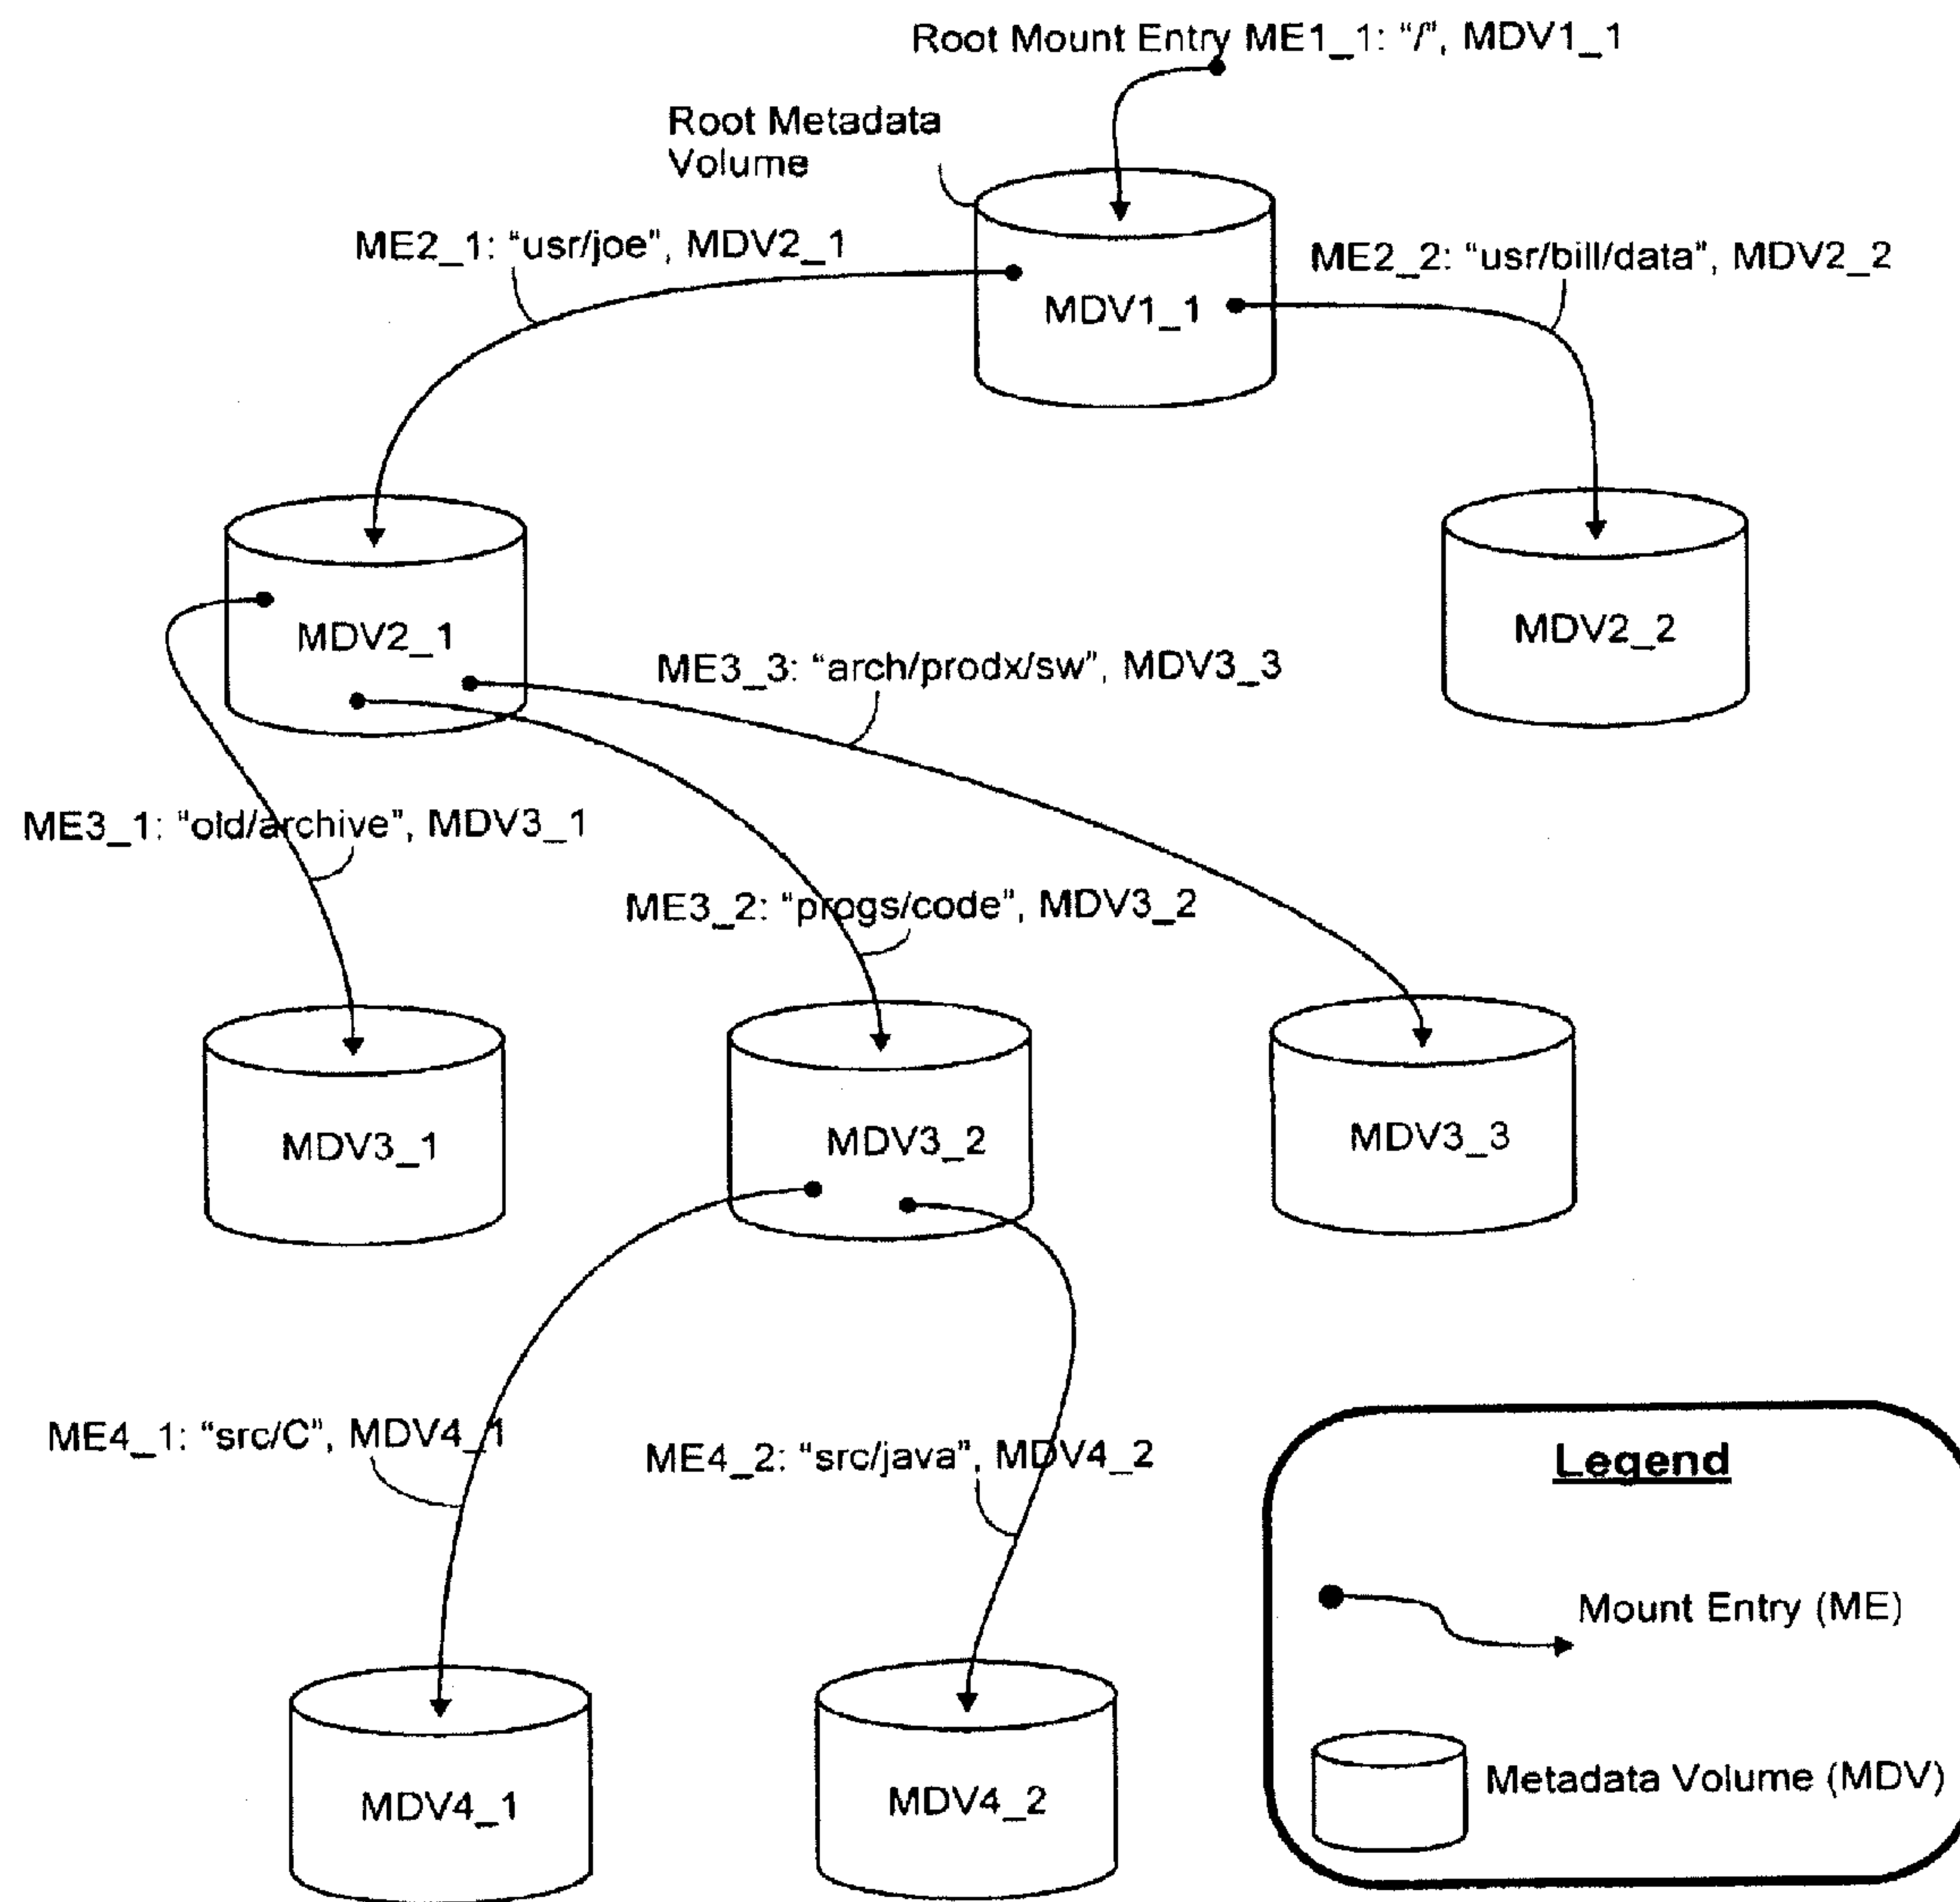 Root Mount Entry ME1_1: “/”, MDV1_1
Root Metadata
Volume
ME2_1: “usr/joe”, MDV2_1
ME2_2: “usr/bill/data”, MDV2_2
MDV1_1
MDV2_1
MDV2_2
ME3_3: “arch/prodx/sw”, MDV3_3
ME3_1: “old/archive”, MDV3_1
ME3_2: “progs/code”, MDV3_2
MDV3_1
MDV3_2
MDV3_3
ME4_1: “src/C”, MDV4_1
ME4_2: “src/java”, MDV4_2
MDV4_1
MDV4_2
Legend
Mount Entry (ME)
Metadata Volume (MDV)